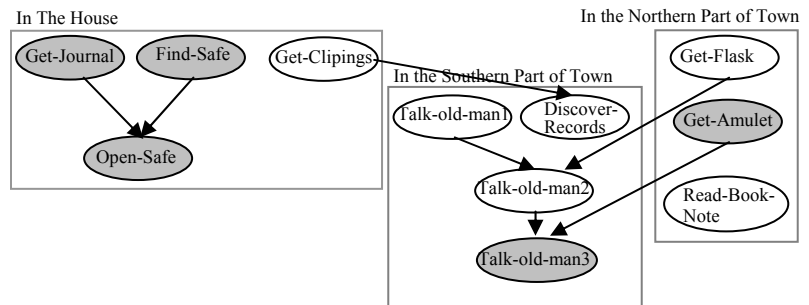 In The House
In the Northern Part of Town
Get-Journal
Find-Safe
Get-Clipings
Get-Flask
In the Southern Part of Town
Talk-old-man1
Discover-
Records
Get-Amulet
Open-Safe
Talk-old-man2
Read-Book-
Note
Talk-old-man3